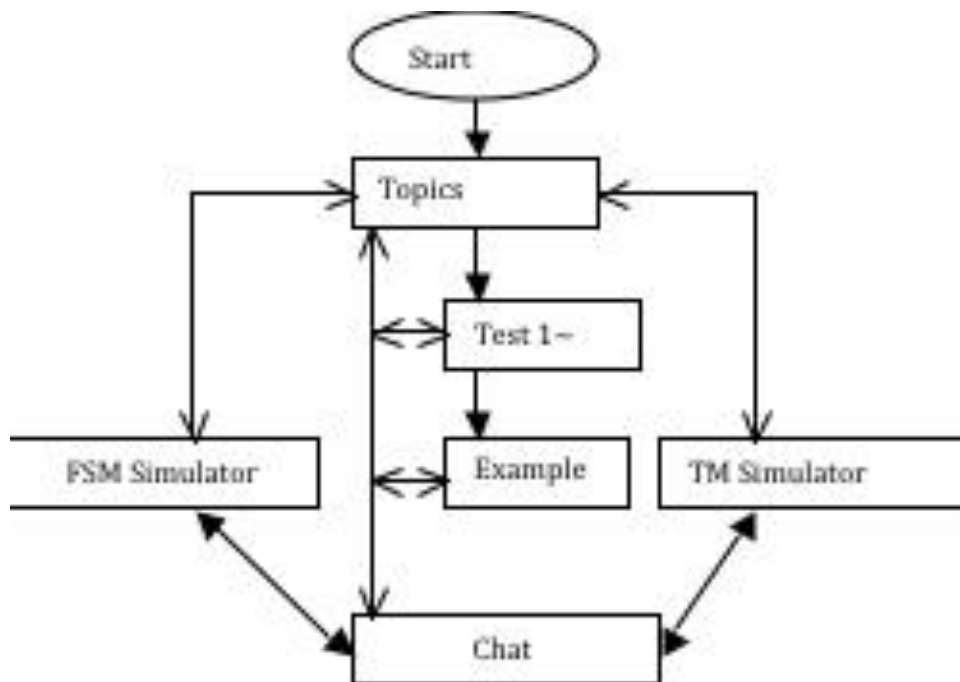 Start
Topics
Test 1~
FSM Simulator
Example
TM Simulator
Chat